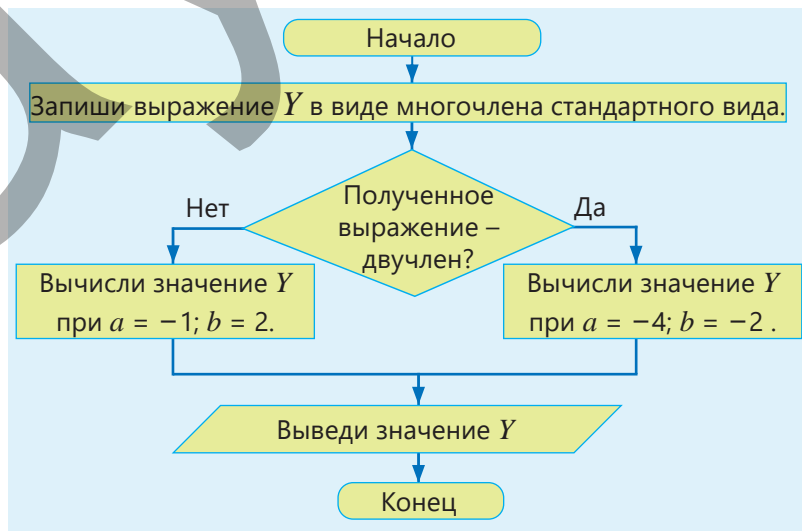 Начало
Запиши выражение Y в виде многочлена стандартного вида.
Полученное
выражение –
двучлен?
Нет
Да
Вычисли значение Y
при a = −1; b = 2.
Вычисли значение Y
при a = −4; b = −2 .
Выведи значение Y
Конец